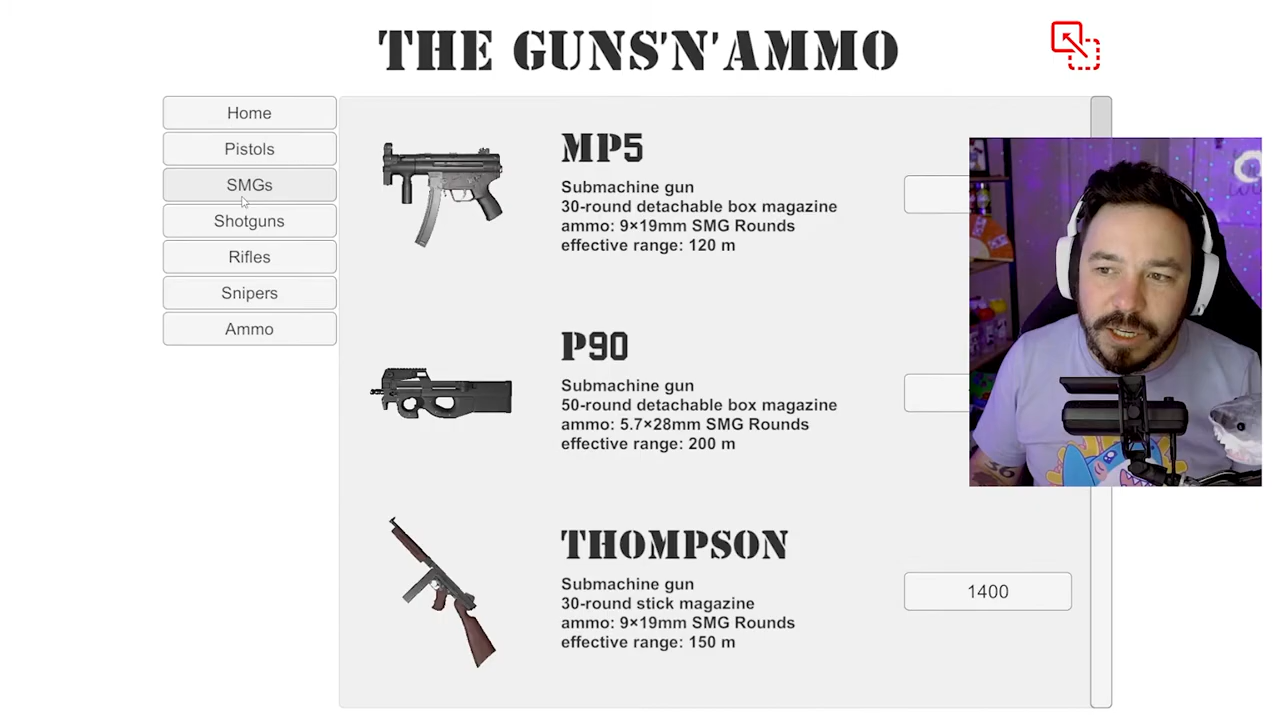 THE GUNS'N'AMMO
Home
Pistols
SMGs
Shotguns
Rifles
Snipers
Ammo
MP5
Submachine gun
30-round detachable box magazine
ammo: 9×19mm SMG Rounds
effective range: 120 m
P90
Submachine gun
50-round detachable box magazine
ammo: 5.7×28mm SMG Rounds
effective range: 200 m
THOMPSON
Submachine gun
30-round stick magazine
ammo: 9×19mm SMG Rounds
effective range: 150 m
1400
36